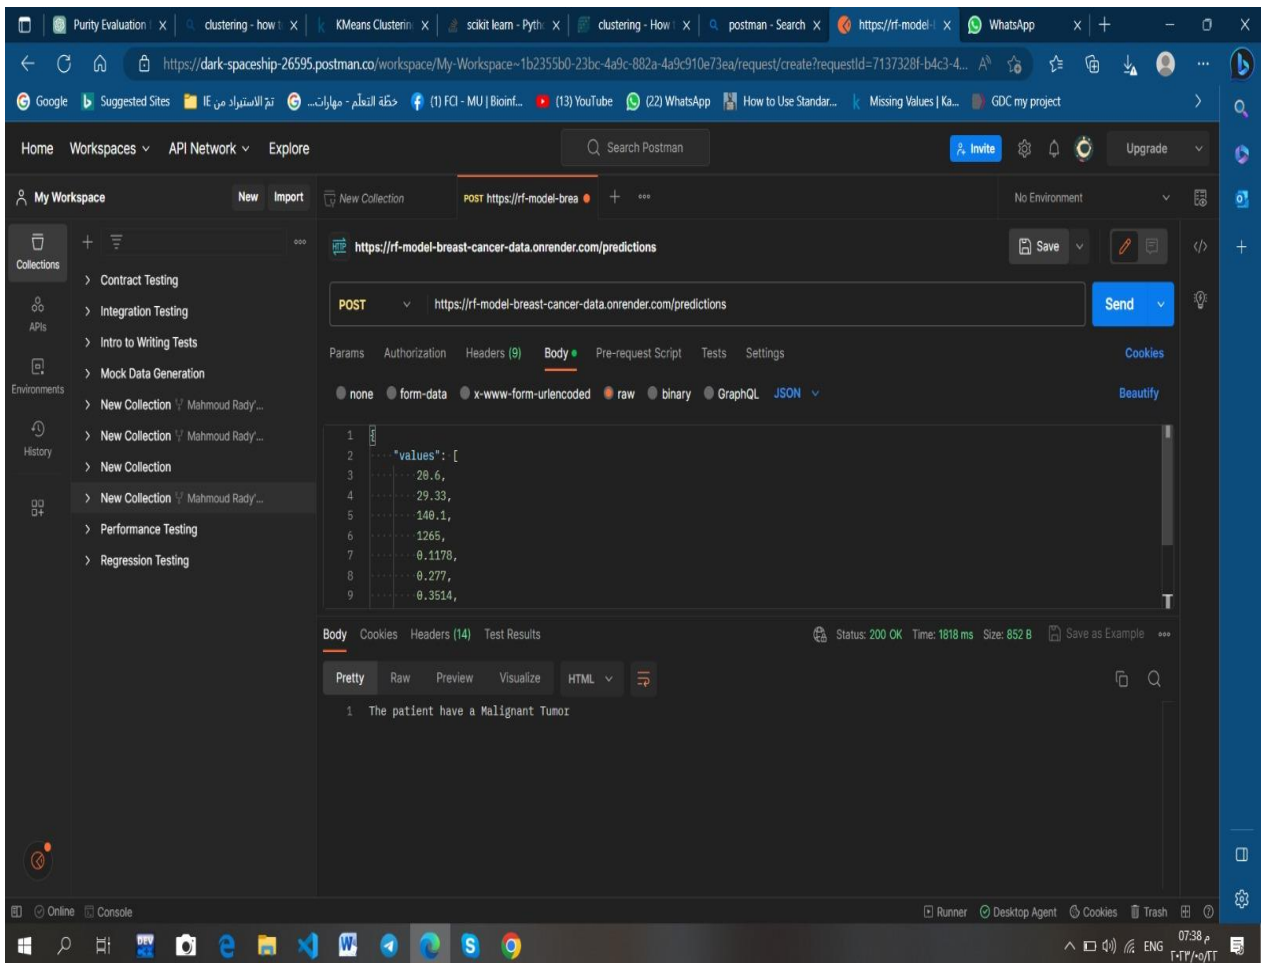 Purity Evaluation
clustering - how t
KMeans Clusterin
scikit learn - Pytho
clustering - How
postman - Search
https://rf-model-
WhatsApp
https://dark-spaceship-26595.postman.co/workspace/My-Workspace~1b2355b0-23bc-4a9c-882a-4a9c910e73ea/request/create?requestId=7137328f-b4c3-4...
Google
Suggested Sites
تمّ الاستيراد من IE
خطّة التعلّم - مهارات...
(1) FCI - MU | Bioinf...
(13) YouTube
(22) WhatsApp
How to Use Standar...
Missing Values | Ka...
GDC my project
Home Workspaces API Network Explore
Search Postman
Invite
Upgrade
My Workspace
New Import
New Collection
POST https://rf-model-brea
No Environment
Collections
APIs
Environments
History
Contract Testing
Integration Testing
Intro to Writing Tests
Mock Data Generation
New Collection Mahmoud Rady'...
New Collection Mahmoud Rady'...
New Collection
New Collection Mahmoud Rady'...
Performance Testing
Regression Testing
HTTP https://rf-model-breast-cancer-data.onrender.com/predictions
Save
POST https://rf-model-breast-cancer-data.onrender.com/predictions
Send
Params Authorization Headers (9) Body Pre-request Script Tests Settings
Cookies
none form-data x-www-form-urlencoded raw binary GraphQL JSON
Beautify
1 {
2 "values": [
3 20.6,
4 29.33,
5 140.1,
6 1265,
7 0.1178,
8 0.277,
9 0.3514,
Body Cookies Headers (14) Test Results
Status: 200 OK Time: 1818 ms Size: 852 B Save as Example
Pretty Raw Preview Visualize HTML
1 The patient have a Malignant Tumor
Online Console
Runner Desktop Agent Cookies Trash
DEV
ENG
07:38 م
٢٠٢٣/٠٥/٢٢